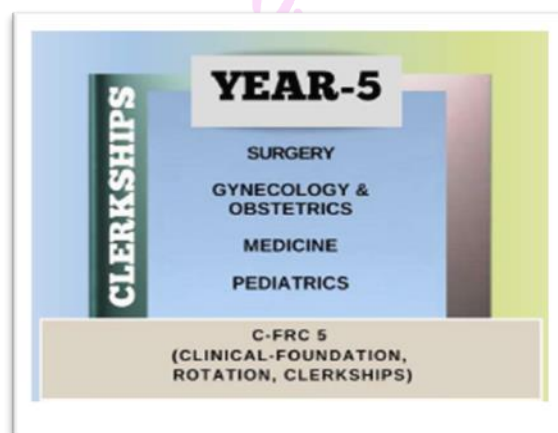 YEAR-5
CLERKSHIPS
SURGERY
GYNECOLOGY &
OBSTETRICS
MEDICINE
PEDIATRICS
C-FRC 5
(CLINICAL-FOUNDATION,
ROTATION, CLERKSHIPS)